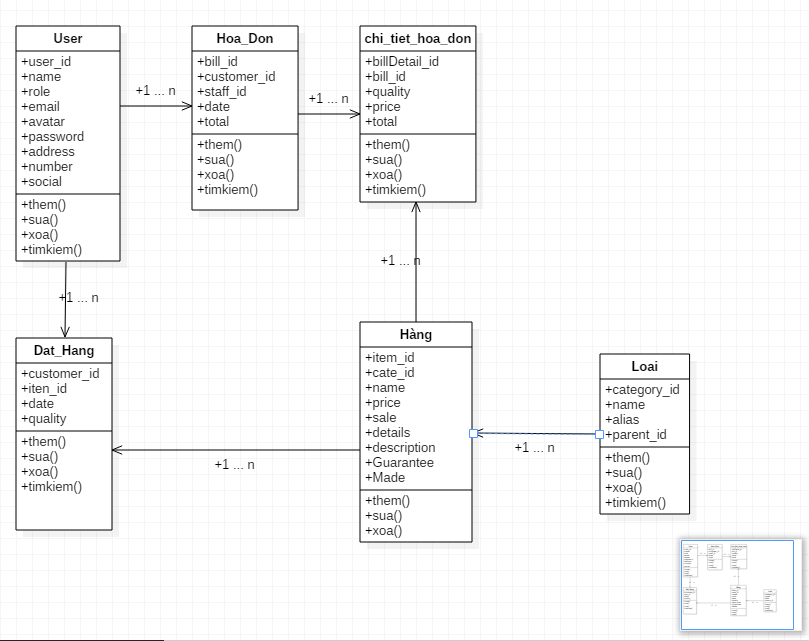 User
+user_id
+name
+role
+email
+avatar
+password
+address
+number
+social
+them()
+sua()
+xoa()
+timkiem()
+1 ... n
Hoa_Don
+bill_id
+customer_id
+staff_id
+date
+total
+them()
+sua()
+xoa()
+timkiem()
+1 ... n
chi_tiet_hoa_don
+billDetail_id
+bill_id
+quality
+price
+total
+them()
+sua()
+xoa()
+timkiem()
+1 ... n
+1 ... n
Dat_Hang
+customer_id
+iten_id
+date
+quality
+them()
+sua()
+xoa()
+timkiem()
+1 ... n
Hàng
+item_id
+cate_id
+name
+price
+sale
+details
+description
+Guarantee
+Made
+them()
+sua()
+xoa()
+1 ... n
Loai
+category_id
+name
+alias
+parent_id
+them()
+sua()
+xoa()
+timkiem()